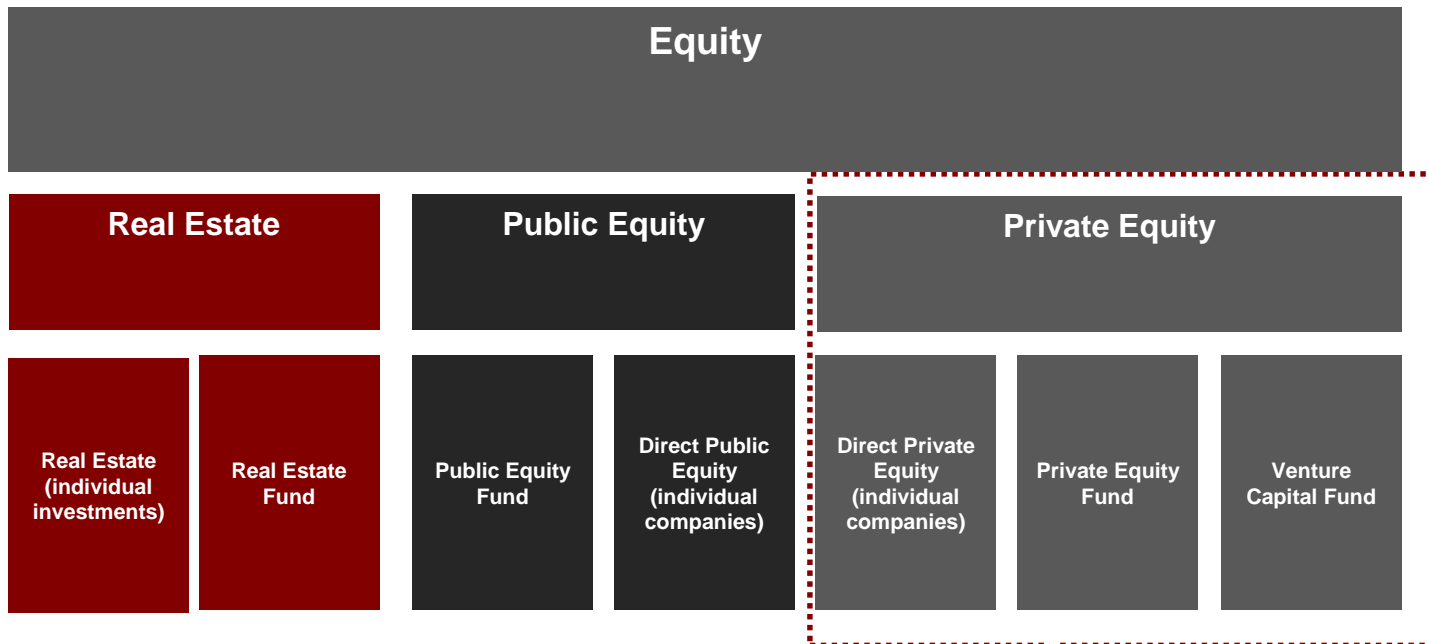 Equity
Real Estate
Public Equity
Private Equity
Real Estate
(individual
investments)
Real Estate
Fund
Public Equity
Fund
Direct Public
Equity
(individual
companies)
Direct Private
Equity
(individual
companies)
Private Equity
Fund
Venture
Capital Fund